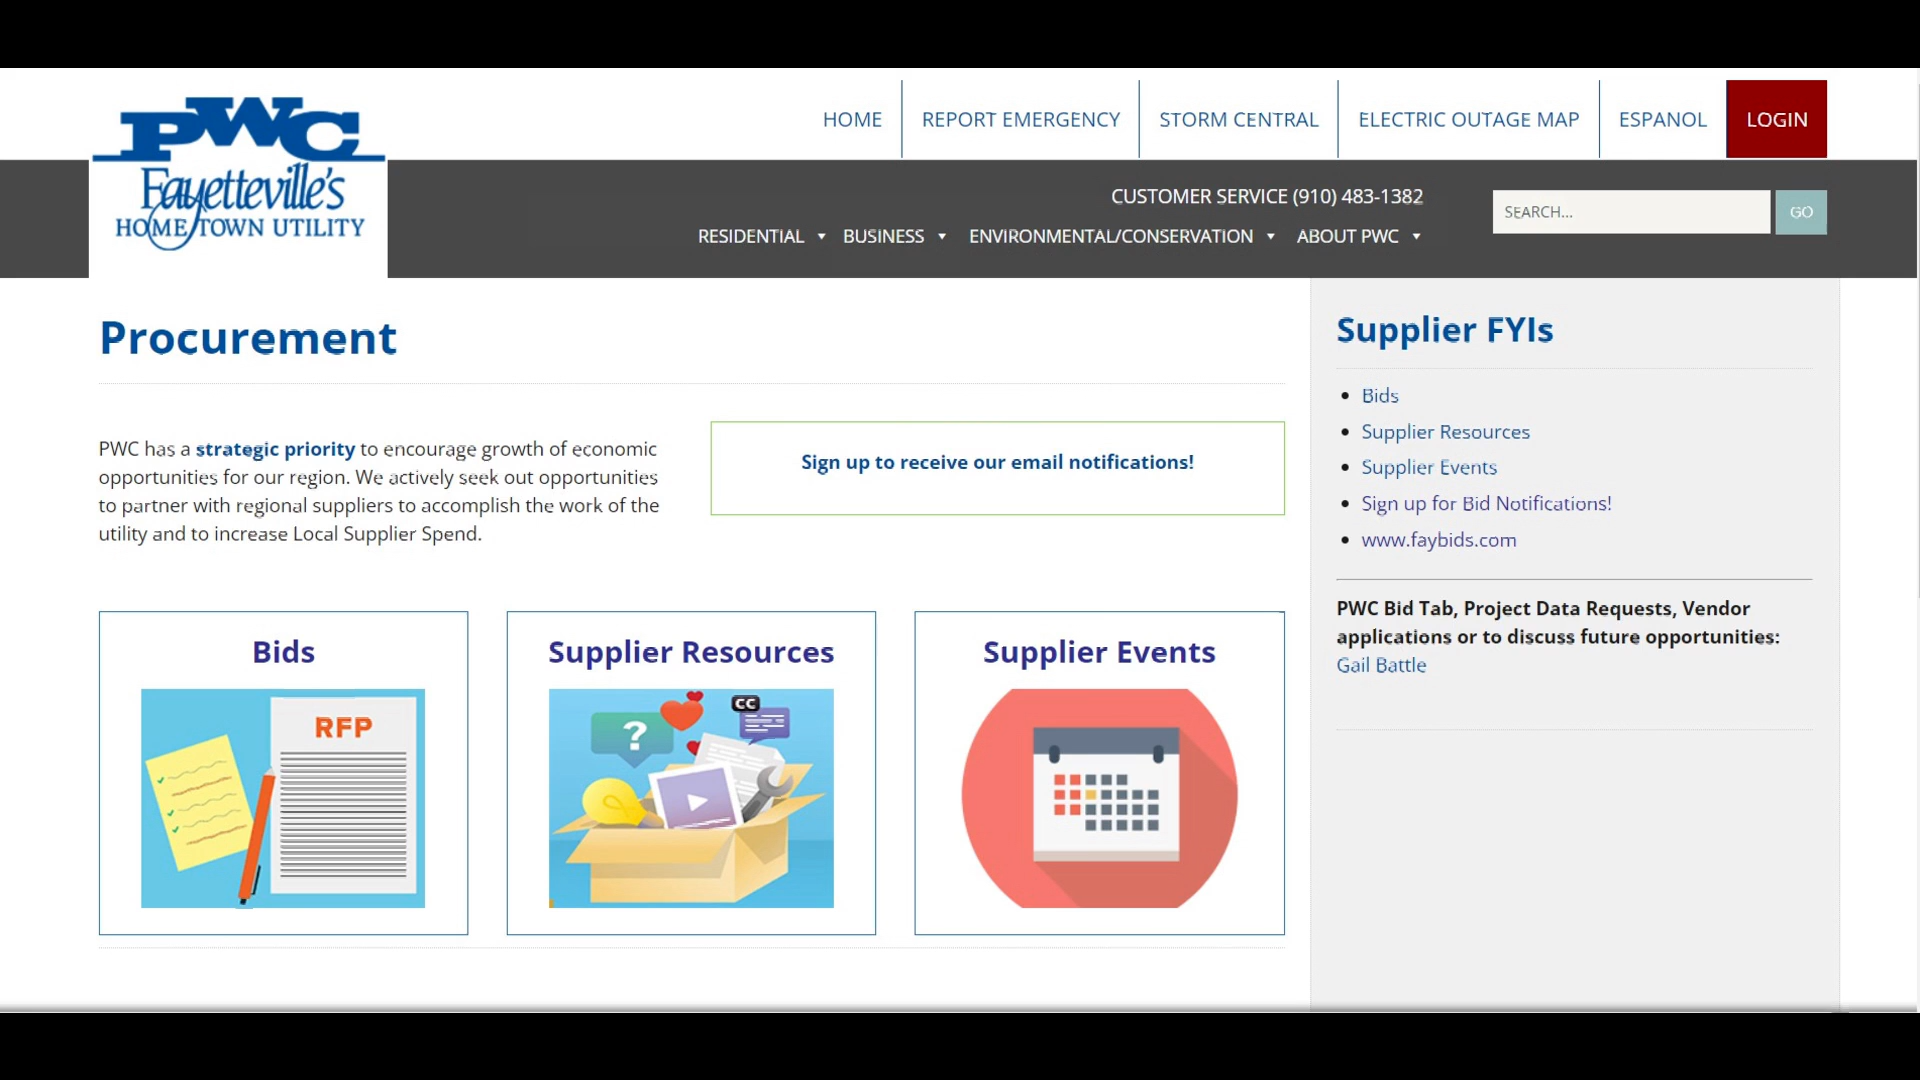 PWC
Fayetteville's
HOMETOWN UTILITY
HOME
REPORT EMERGENCY
STORM CENTRAL
ELECTRIC OUTAGE MAP
ESPANOL
LOGIN
CUSTOMER SERVICE (910) 483-1382
RESIDENTIAL
BUSINESS
ENVIRONMENTAL/CONSERVATION
ABOUT PWC
SEARCH...
GO
Procurement
PWC has a strategic priority to encourage growth of economic
opportunities for our region. We actively seek out opportunities
to partner with regional suppliers to accomplish the work of the
utility and to increase Local Supplier Spend.
Sign up to receive our email notifications!
Bids
RFP
Supplier Resources
?
CC
Supplier Events
Supplier FYIs
Bids
Supplier Resources
Supplier Events
Sign up for Bid Notifications!
www.faybids.com
PWC Bid Tab, Project Data Requests, Vendor
applications or to discuss future opportunities:
Gail Battle